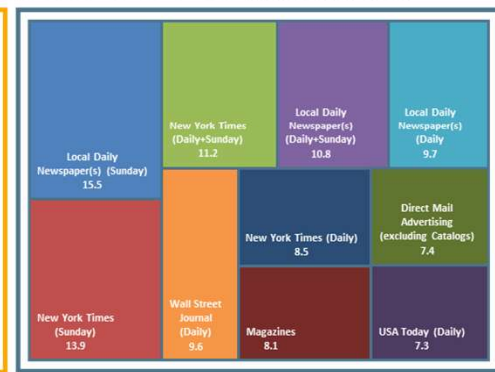 Local Daily
Newspaper(s) (Sunday)
15.5
New York Times
(Daily+Sunday)
11.2
Local Daily
Newspaper(s)
(Daily+Sunday)
10.8
Local Daily
Newspaper(s)
(Daily
9.7
New York Times
(Sunday)
13.9
Wall Street
Journal
(Daily)
9.6
New York Times (Daily)
8.5
Direct Mail
Advertising
(excluding Catalogs)
7.4
Magazines
8.1
USA Today (Daily)
7.3